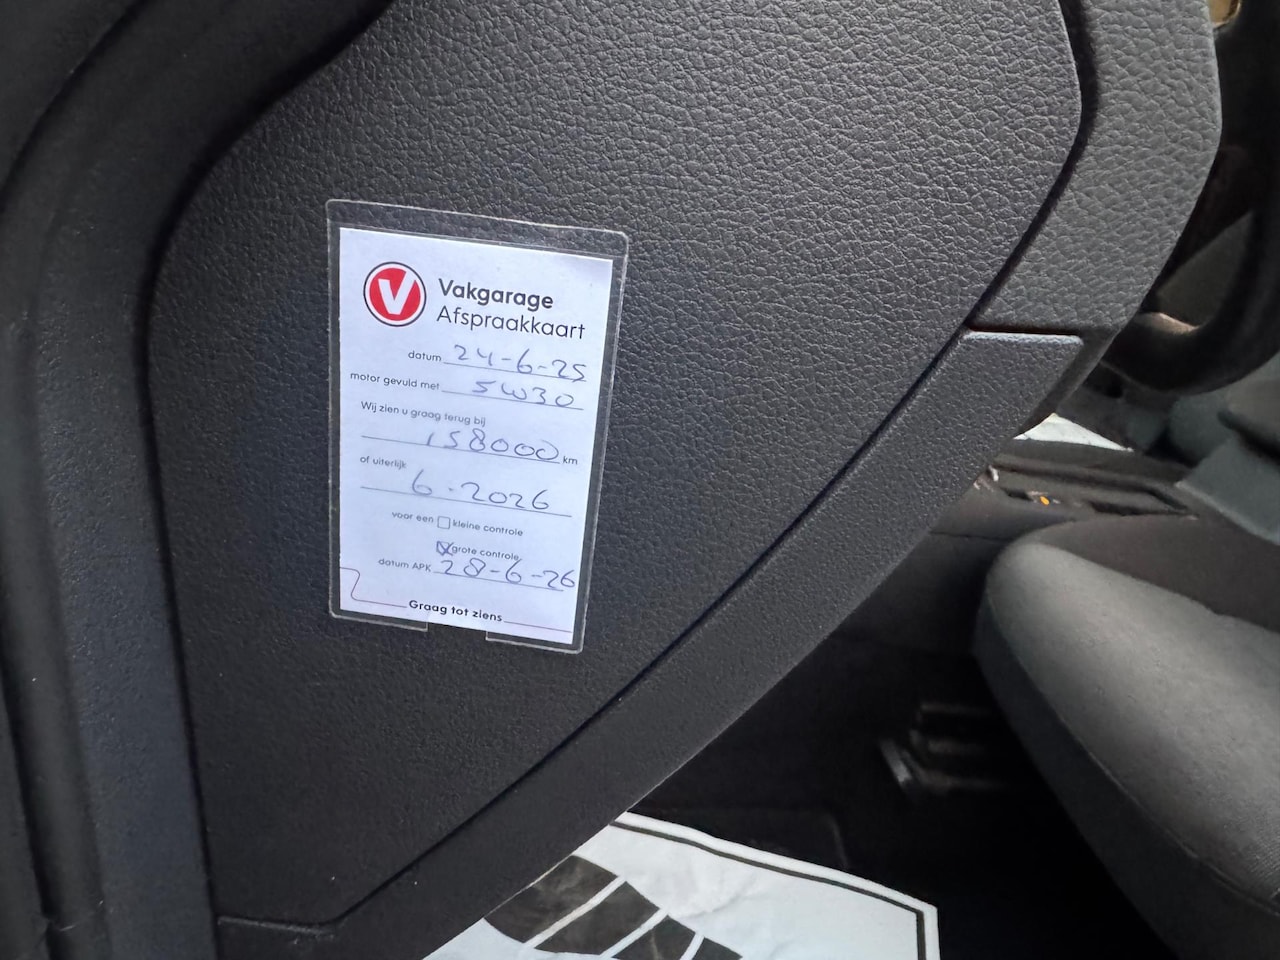 V
Vakgarage
Afspraakkaart
datum 24-6-25
motor gevuld met 5W30
Wij zien u graag terug bij
158000 km
of uiterlijk
6-2026
voor een kleine controle
grote controle
datum APK 28-6-26
Graag tot ziens